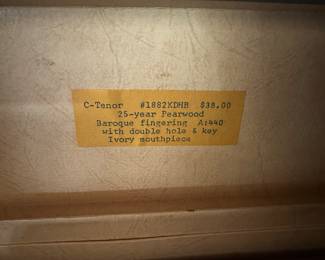 C-Tenor #1882KDHB $38.00
25-year Pearwood
Baroque fingering A:440
with double hole & key
Ivory mouthpiece